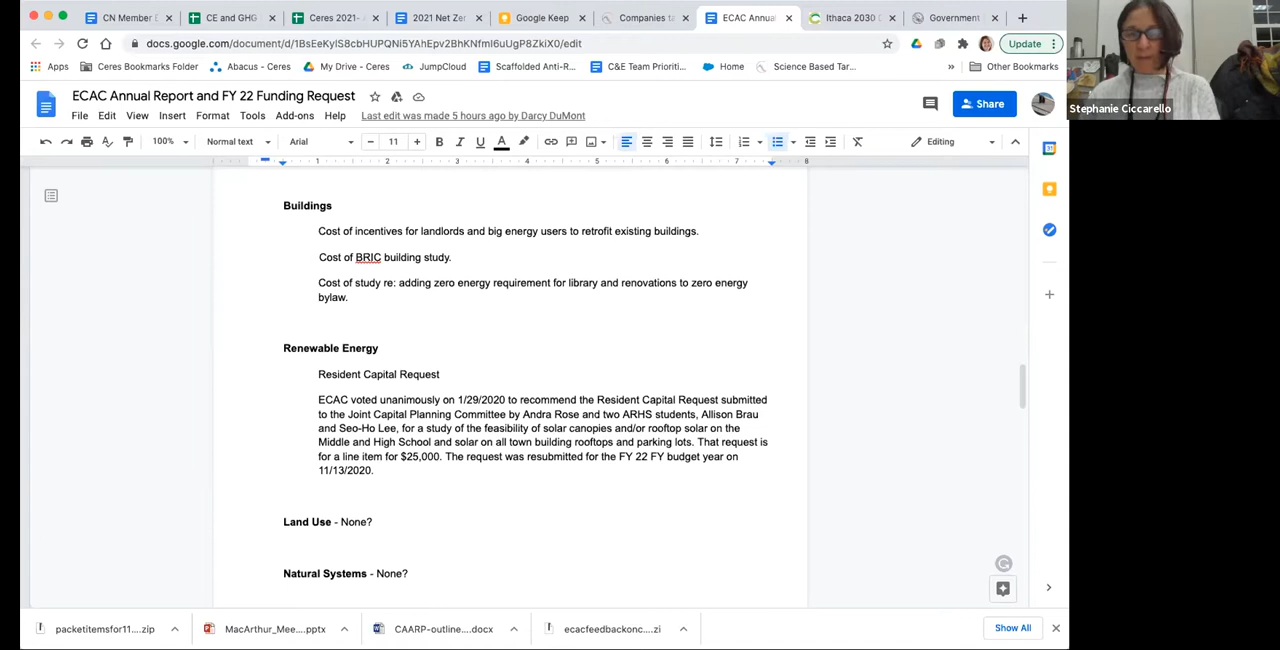 CN Member E
CE and GHG
Ceres 2021-
2021 Net Zer
Google Keep
Companies ta
ECAC Annual
Ithaca 2030
Government
docs.google.com/document/d/1BsEeKyIS8cbHUPQNi5YAhEpv2BhKNfmI6uUgP8ZkiX0/edit
Update
Apps
Ceres Bookmarks Folder
Abacus - Ceres
My Drive - Ceres
JumpCloud
Scaffolded Anti-R...
C&E Team Prioriti...
Home
Science Based Tar...
Other Bookmarks
ECAC Annual Report and FY 22 Funding Request
File Edit View Insert Format Tools Add-ons Help
Last edit was made 5 hours ago by Darcy DuMont
Share
Stephanie Ciccarello
100%
Normal text
Arial
11
B I U A
Editing
1 2 3 4 5 6 7 8
Buildings
Cost of incentives for landlords and big energy users to retrofit existing buildings.
Cost of BRIC building study.
Cost of study re: adding zero energy requirement for library and renovations to zero energy
bylaw.
Renewable Energy
Resident Capital Request
ECAC voted unanimously on 1/29/2020 to recommend the Resident Capital Request submitted
to the Joint Capital Planning Committee by Andra Rose and two ARHS students, Allison Brau
and Seo-Ho Lee, for a study of the feasibility of solar canopies and/or rooftop solar on the
Middle and High School and solar on all town building rooftops and parking lots. That request is
for a line item for $25,000. The request was resubmitted for the FY 22 FY budget year on
11/13/2020.
Land Use - None?
Natural Systems - None?
packetitemsfor11....zip
MacArthur_Mee....pptx
CAARP-outline....docx
ecacfeedbackonc....zi
Show All